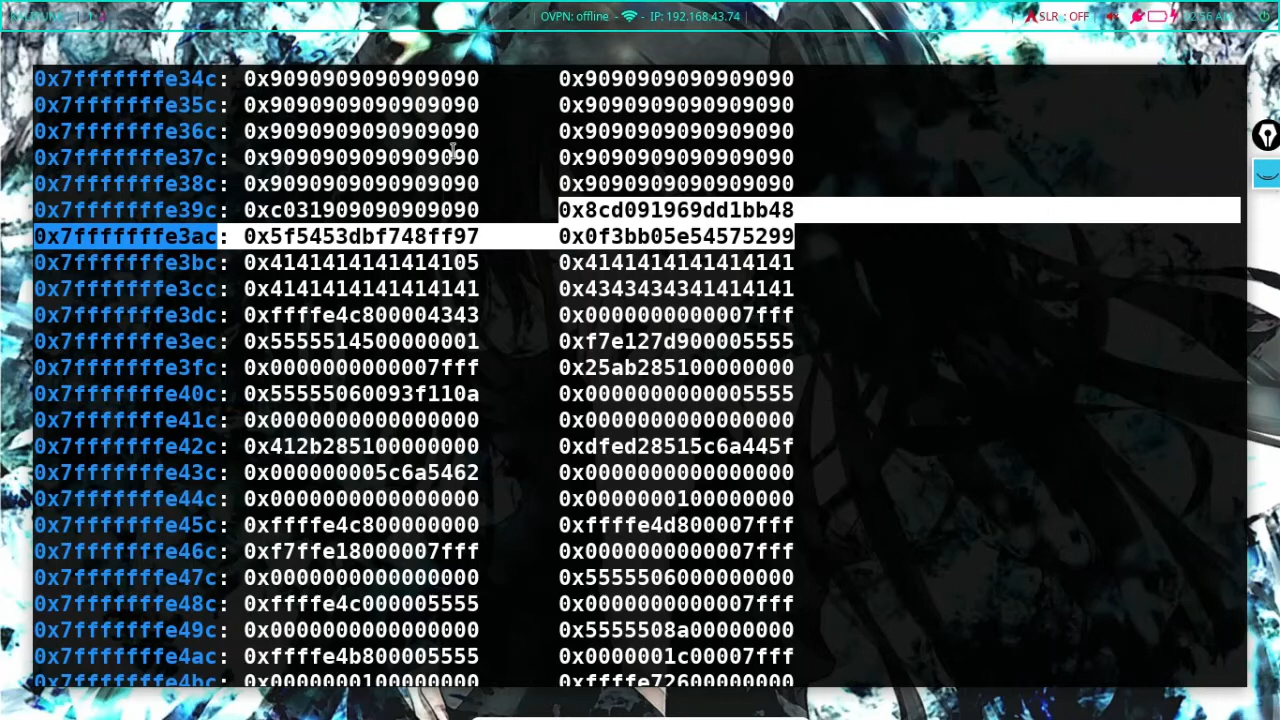 OVPN: offline - - IP: 192.168.43.74
SLR : OFF
0x7fffffffe34c: 0x9090909090909090 0x9090909090909090
0x7fffffffe35c: 0x9090909090909090 0x9090909090909090
0x7fffffffe36c: 0x9090909090909090 0x9090909090909090
0x7fffffffe37c: 0x9090909090909090 0x9090909090909090
0x7fffffffe38c: 0x9090909090909090 0x9090909090909090
0x7fffffffe39c: 0xc031909090909090 0x8cd091969dd1bb48
0x7fffffffe3ac: 0x5f5453dbf748ff97 0x0f3bb05e54575299
0x7fffffffe3bc: 0x4141414141414105 0x4141414141414141
0x7fffffffe3cc: 0x4141414141414141 0x4343434341414141
0x7fffffffe3dc: 0xffffe4c800004343 0x0000000000007fff
0x7fffffffe3ec: 0x5555514500000001 0xf7e127d900005555
0x7fffffffe3fc: 0x0000000000007fff 0x25ab285100000000
0x7fffffffe40c: 0x55555060093f110a 0x0000000000005555
0x7fffffffe41c: 0x0000000000000000 0x0000000000000000
0x7fffffffe42c: 0x412b285100000000 0xdfed28515c6a445f
0x7fffffffe43c: 0x000000005c6a5462 0x0000000000000000
0x7fffffffe44c: 0x0000000000000000 0x0000000100000000
0x7fffffffe45c: 0xffffe4c800000000 0xffffe4d800007fff
0x7fffffffe46c: 0xf7ffe18000007fff 0x0000000000007fff
0x7fffffffe47c: 0x0000000000000000 0x5555506000000000
0x7fffffffe48c: 0xffffe4c000005555 0x0000000000007fff
0x7fffffffe49c: 0x0000000000000000 0x5555508a00000000
0x7fffffffe4ac: 0xffffe4b800005555 0x0000001c00007fff
0x7fffffffe4bc: 0x0000000100000000 0xffffe72600000000